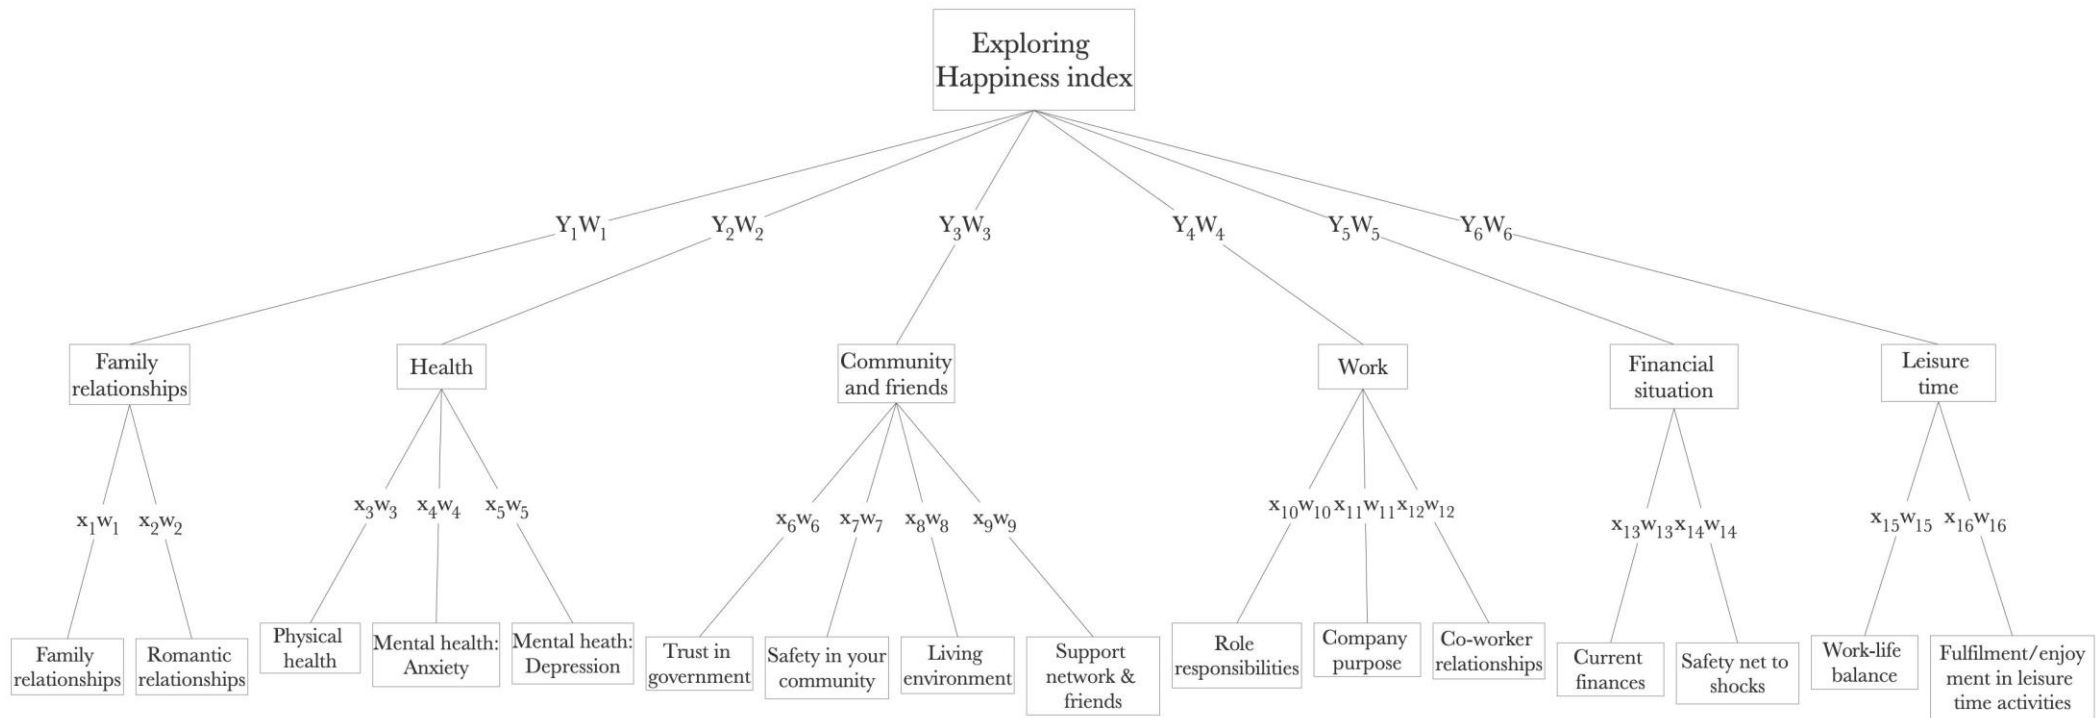 Exploring
Happiness index
Y₁W₁
Y₂W₂
Y₃W₃
Y₄W₄
Y₅W₅
Y₆W₆
Family
relationships
Health
Community
and friends
Work
Financial
situation
Leisure
time
x₁w₁
x₂w₂
x₃w₃
x₄w₄
x₅w₅
x₆w₆
x₇w₇
x₈w₈
x₉w₉
x₁₀w₁₀
x₁₁w₁₁
x₁₂w₁₂
x₁₃w₁₃
x₁₄w₁₄
x₁₅w₁₅
x₁₆w₁₆
Family
relationships
Romantic
relationships
Physical
health
Mental health:
Anxiety
Mental heath:
Depression
Trust in
government
Safety in your
community
Living
environment
Support
network &
friends
Role
responsibilities
Company
purpose
Co-worker
relationships
Current
finances
Safety net to
shocks
Work-life
balance
Fulfilment/enjoy
ment in leisure
time activities